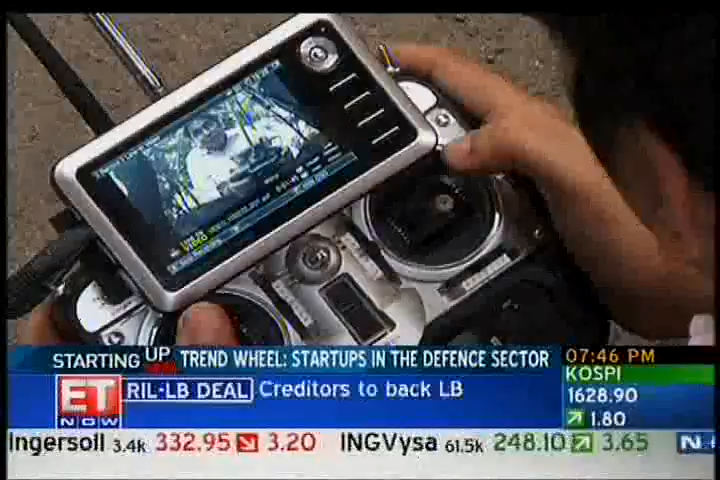 STARTING UP TREND WHEEL: STARTUPS IN THE DEFENCE SECTOR 07:46 PM
ET NOW
RIL-LB DEAL Creditors to back LB
KOSPI
1628.90
1.80
Ingersoll 3.4k 332.95 3.20 INGVysa 61.5k 248.10 3.65 N